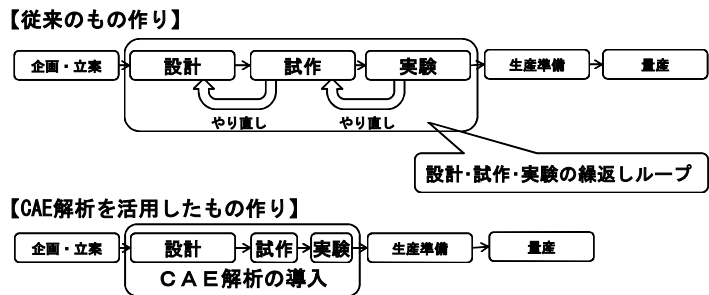 【従来のもの作り】
企画・立案
設計
試作
実験
生産準備
量産
やり直し
やり直し
設計・試作・実験の繰返しループ
【CAE解析を活用したもの作り】
企画・立案
設計
試作
実験
生産準備
量産
ＣＡＥ解析の導入